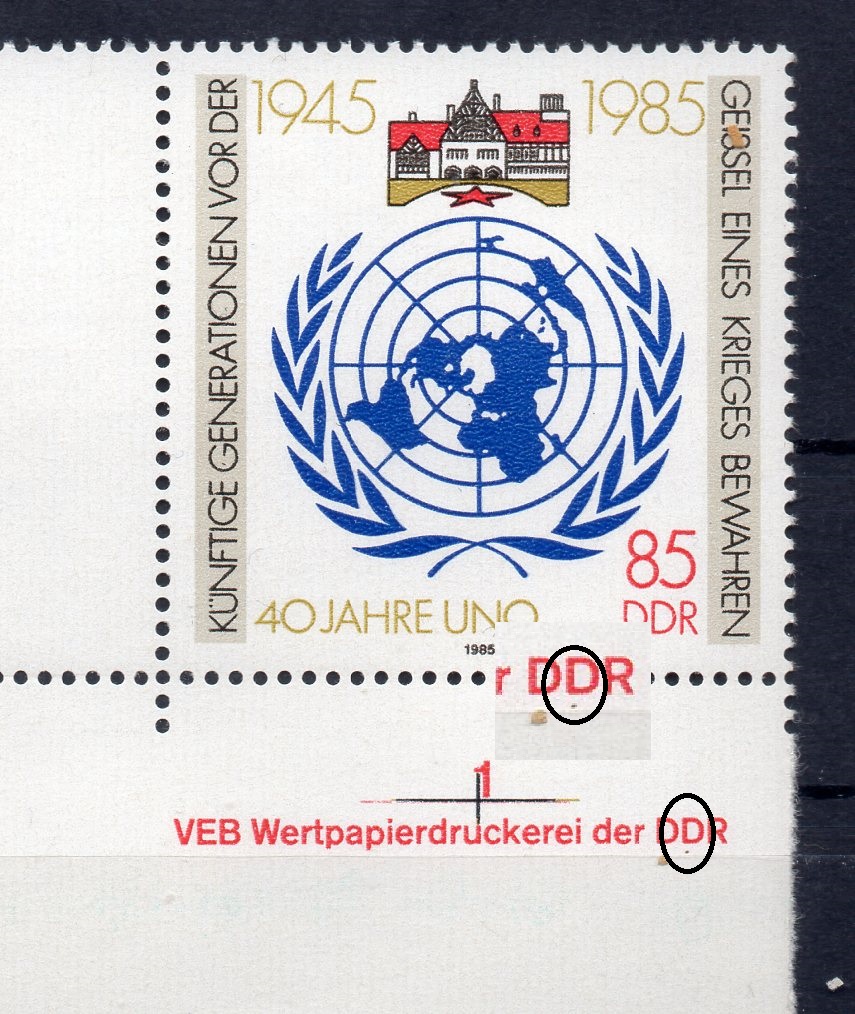 1945 1985
KÜNFTIGE GENERATIONEN VOR DER
GEISSEL EINES KRIEGES BEWAHREN
85
40 JAHRE UNO DDR
1985
r DDR
1
VEB Wertpapierdruckerei der DDR